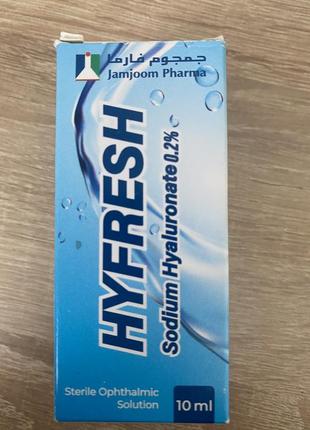 جمجوم فارما
Jamjoom Pharma
HYFRESH
Sodium Hyaluronate 0.2%
Sterile Ophthalmic
Solution
10 ml